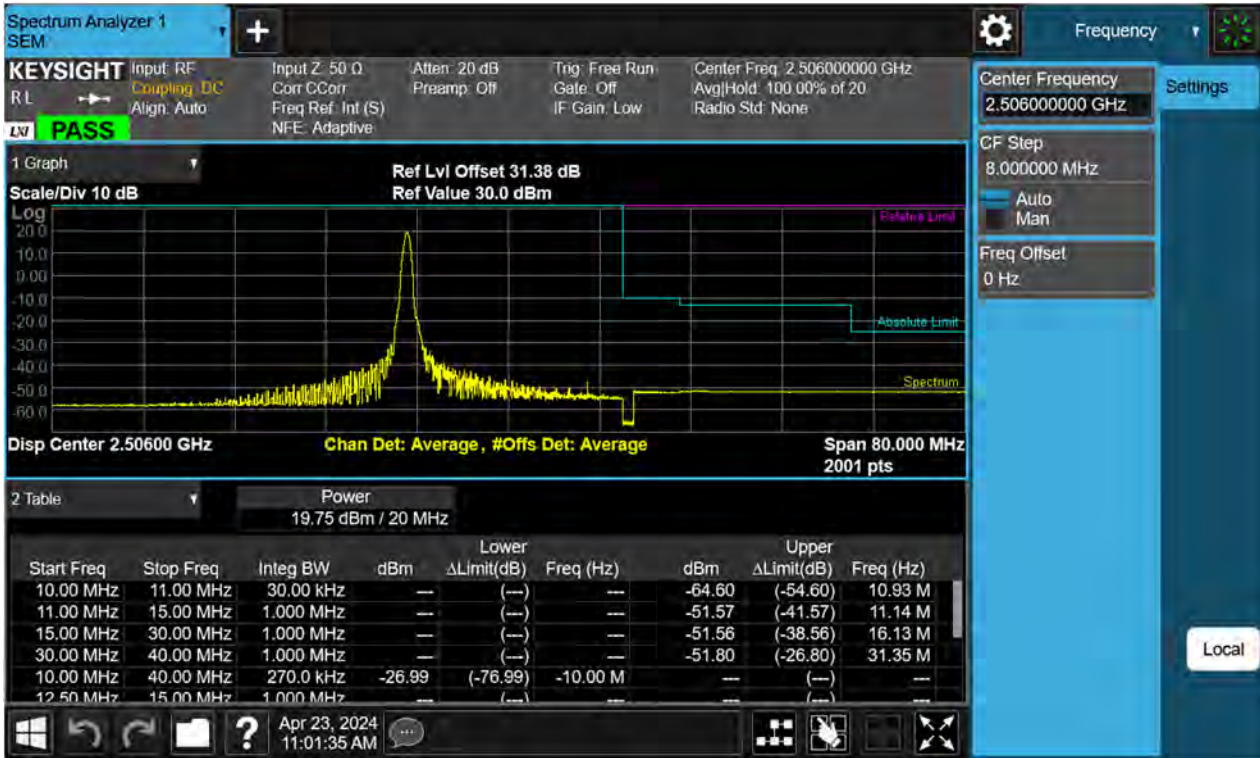 Spectrum Analyzer 1
SEM
Frequency
KEYSIGHT
R L
LXI
PASS
Input: RF
Coupling: DC
Align: Auto
Input Z: 50 Ω
Corr CCorr
Freq Ref: Int (S)
NFE: Adaptive
Atten: 20 dB
Preamp: Off
Trig: Free Run
Gate: Off
IF Gain: Low
Center Freq: 2.506000000 GHz
Avg|Hold: 100.00% of 20
Radio Std: None
Center Frequency
2.506000000 GHz
Settings
CF Step
8.000000 MHz
Auto
Man
Freq Offset
0 Hz
Local
1 Graph
Scale/Div 10 dB
Ref Lvl Offset 31.38 dB
Ref Value 30.0 dBm
Log
20.0
10.0
0.00
-10.0
-20.0
-30.0
-40.0
-50.0
-60.0
Relative Limit
Absolute Limit
Spectrum
Disp Center 2.50600 GHz
Chan Det: Average , #Offs Det: Average
Span 80.000 MHz
2001 pts
2 Table
Power
19.75 dBm / 20 MHz
Lower Upper
Start Freq Stop Freq Integ BW dBm ΔLimit(dB) Freq (Hz) dBm ΔLimit(dB) Freq (Hz)
10.00 MHz 11.00 MHz 30.00 kHz --- (---) --- -64.60 (-54.60) 10.93 M
11.00 MHz 15.00 MHz 1.000 MHz --- (---) --- -51.57 (-41.57) 11.14 M
15.00 MHz 30.00 MHz 1.000 MHz --- (---) --- -51.56 (-38.56) 16.13 M
30.00 MHz 40.00 MHz 1.000 MHz --- (---) --- -51.80 (-26.80) 31.35 M
10.00 MHz 40.00 MHz 270.0 kHz -26.99 (-76.99) -10.00 M --- (---) ---
12.50 MHz 15.00 MHz 1.000 MHz --- (---) --- --- (---) ---
Apr 23, 2024
11:01:35 AM